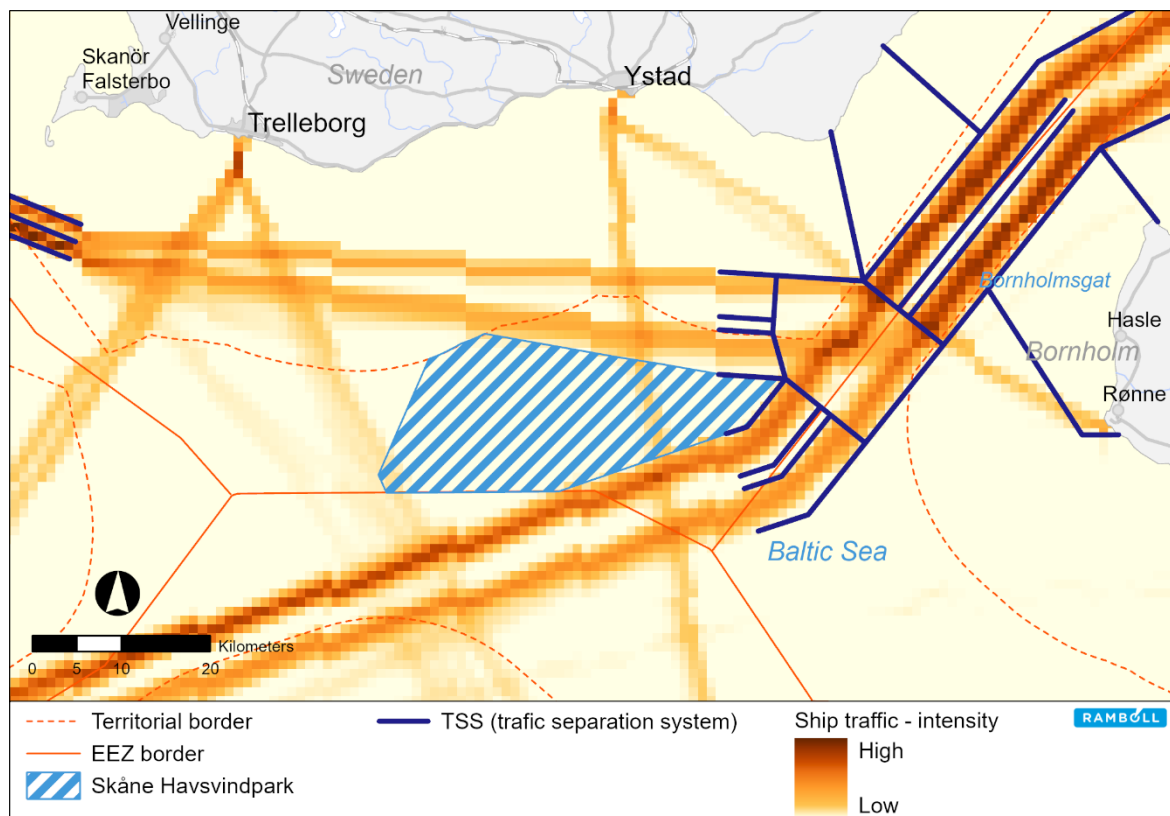 Vellinge
Skanör
Falsterbo
Sweden
Ystad
Trelleborg
Bornholmsgat
Hasle
Bornholm
Rønne
Baltic Sea
Kilometers
0 5 10 20
Territorial border
EEZ border
Skåne Havsvindpark
TSS (trafic separation system)
Ship traffic - intensity
High
Low
RAMBOLL